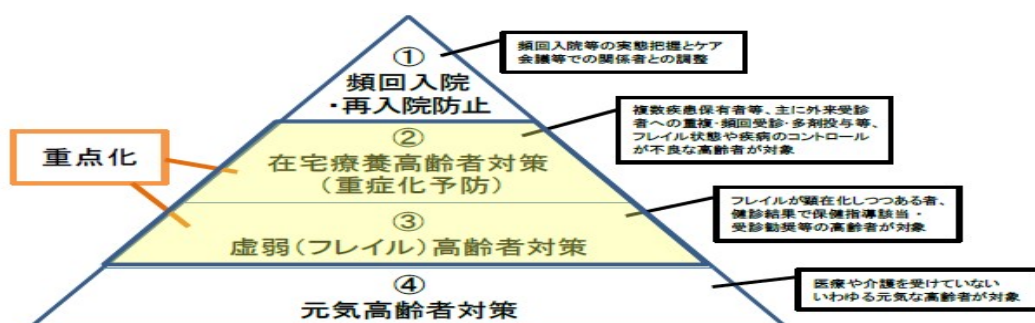 ①
頻回入院
・再入院防止
頻回入院等の実態把握とケア
会議等での関係者との調整
重点化
②
在宅療養高齢者対策
(重症化予防)
複数疾患保有者等、主に外来受診
者への重複・頻回受診・多剤投与等、
フレイル状態や疾病のコントロール
が不良な高齢者が対象
③
虚弱(フレイル)高齢者対策
フレイルが顕在化しつつある者、
健診結果で保健指導該当・
受診勧奨等の高齢者が対象
④
元気高齢者対策
医療や介護を受けていない
いわゆる元気な高齢者が対象